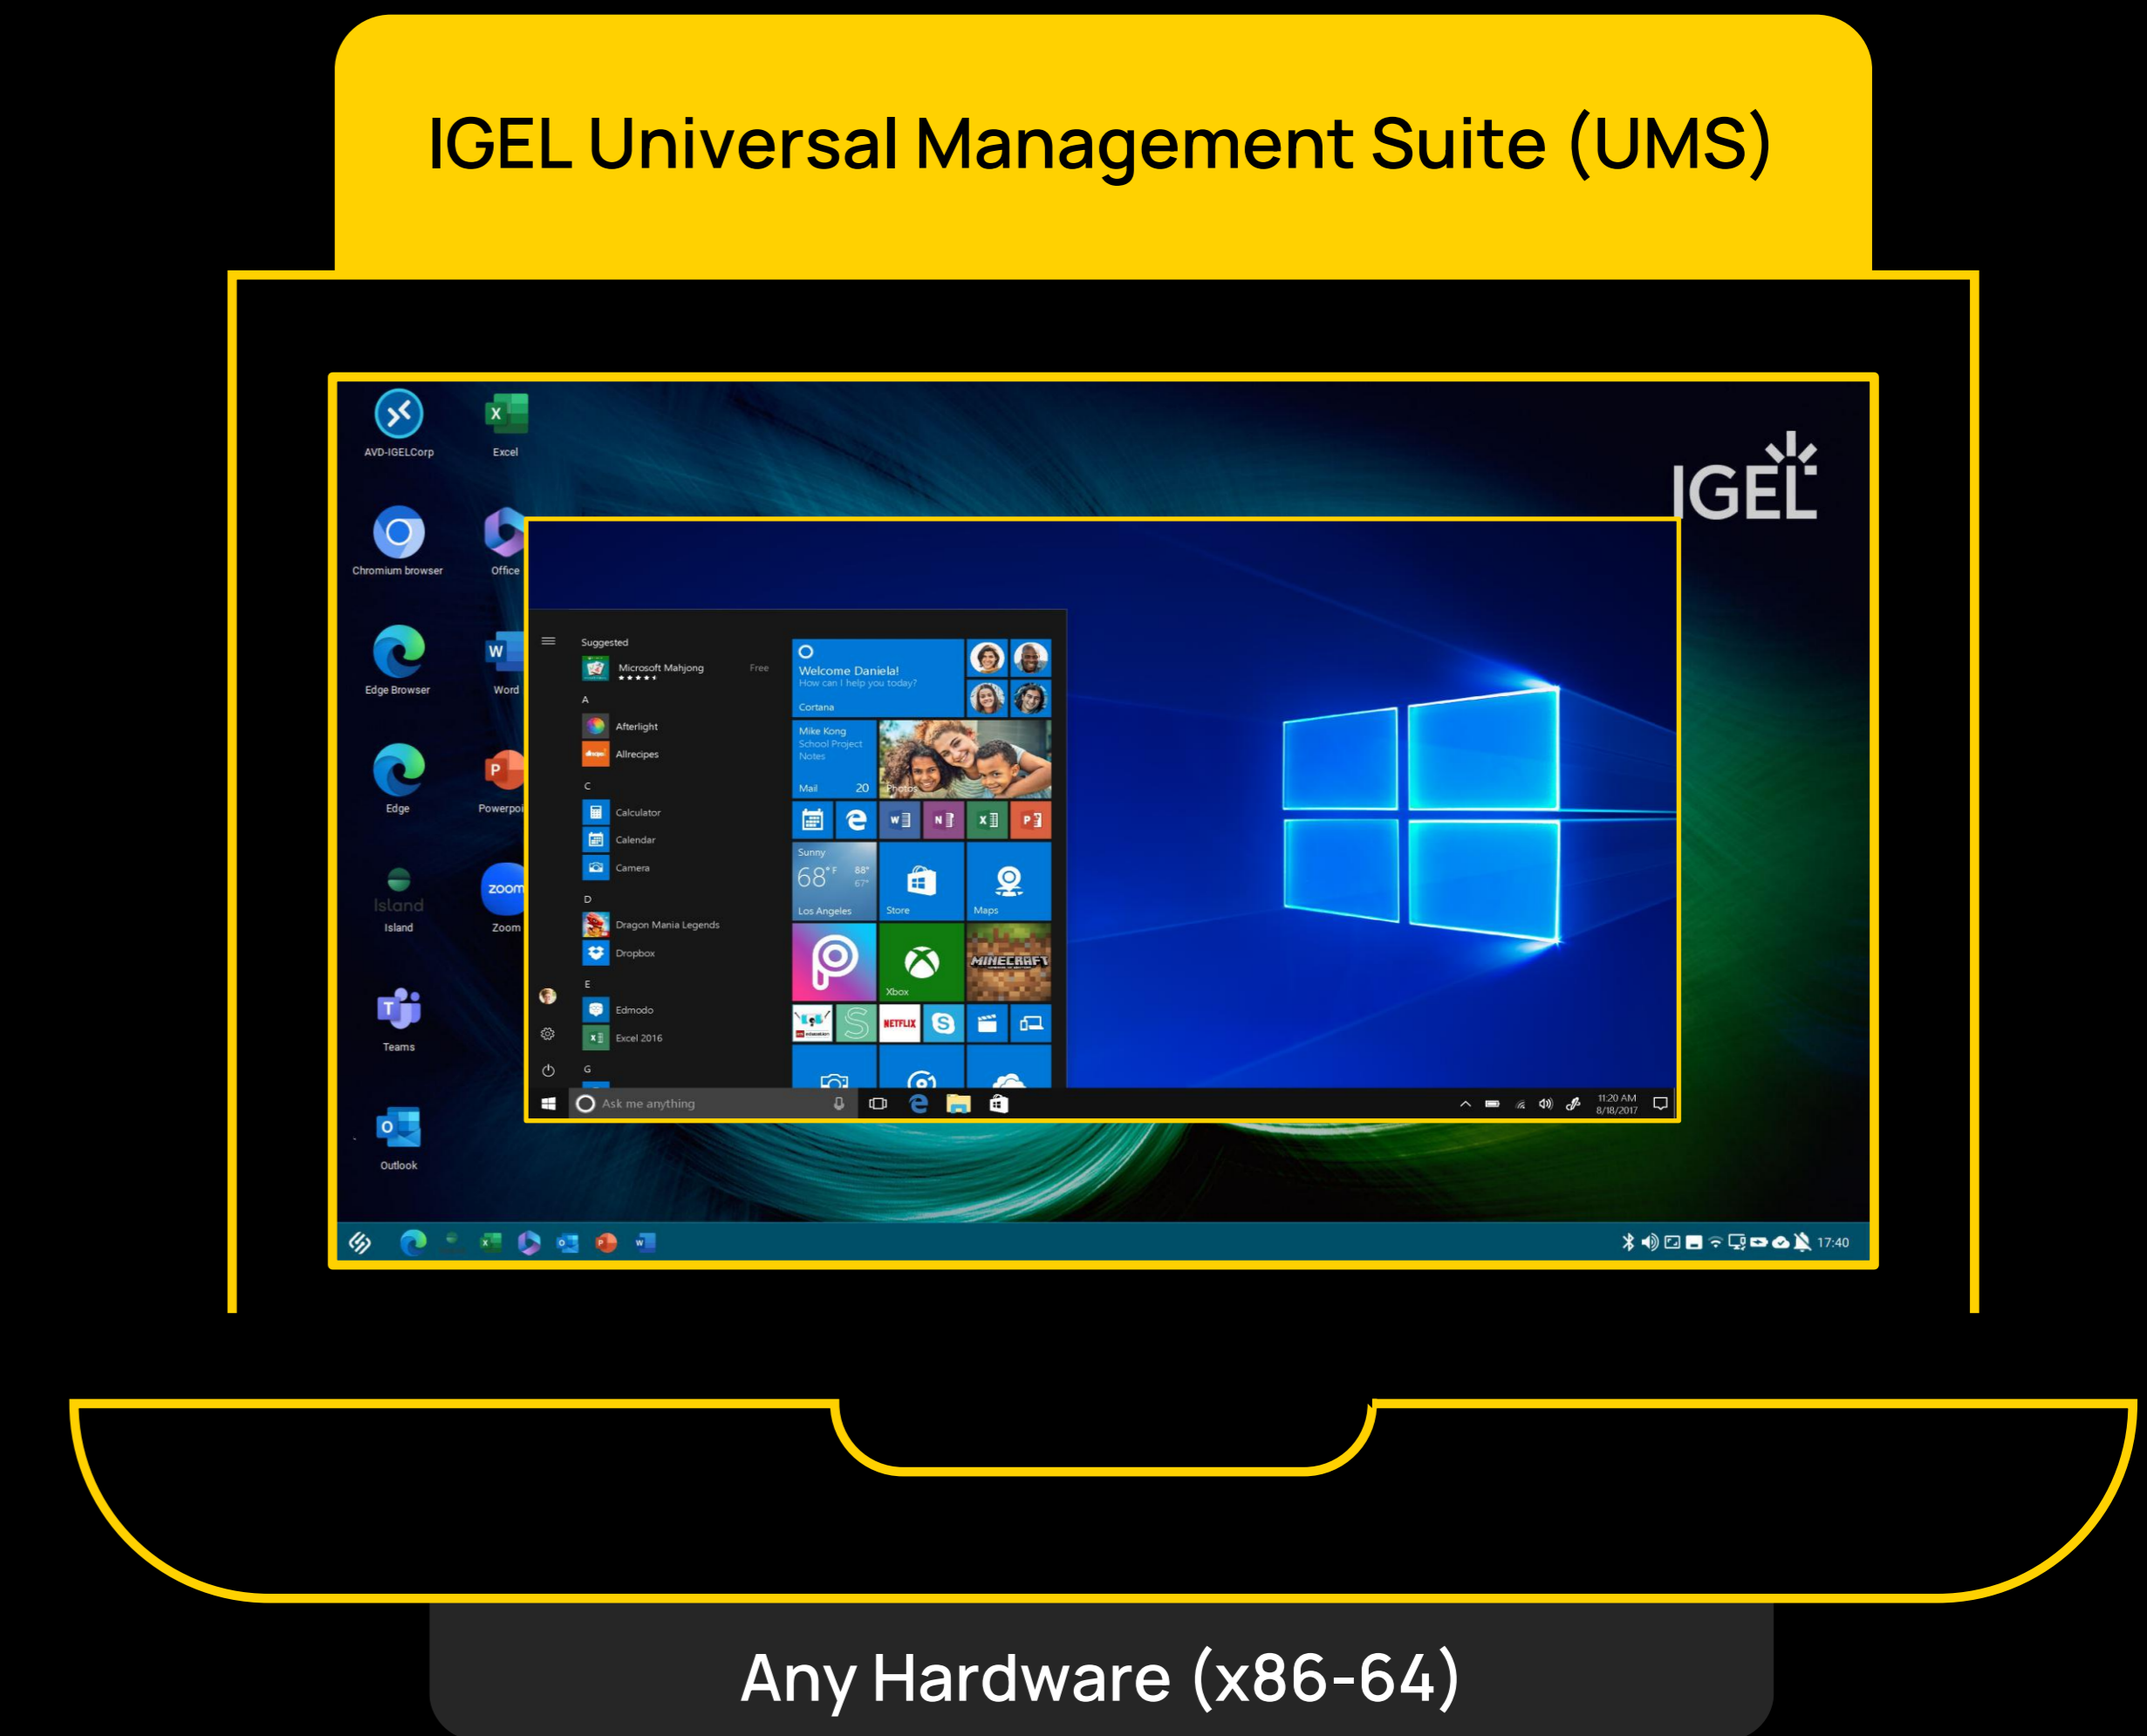 IGEL Universal Management Suite (UMS)
AVD-IGELCorp
Excel
IGEL
Chromium browser
Office
Edge Browser
Word
Edge
Powerpoi
Island
Island
zoom
Zoom
Teams
Outlook
Suggested
Microsoft Mahjong
Free
A
Afterlight
Allrecipes
C
Calculator
Calendar
Camera
D
Dragon Mania Legends
Dropbox
E
Edmodo
Excel 2016
G
Welcome Daniela!
How can I help you today?
Cortana
Mike Kong
School Project
Notes
Mail 20
Photos
Sunny
68°F 88°
67°
Los Angeles
Store
Maps
Xbox
MINECRAFT
NETFLIX
Ask me anything
11:20 AM
8/18/2017
17:40
Any Hardware (x86-64)